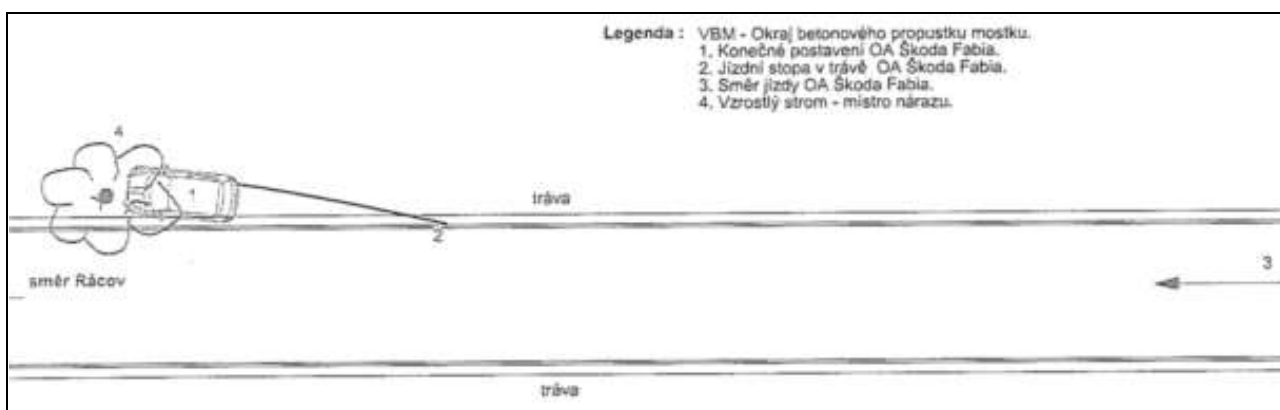 Legenda : VBM - Okraj betonového propustku mostku.
1. Konečné postavení OA Škoda Fabia.
2. Jízdní stopa v trávě OA Škoda Fabia.
3. Směr jízdy OA Škoda Fabia.
4. Vzrostlý strom - místro nárazu.
4
1
tráva
2
3
směr Rácov
tráva